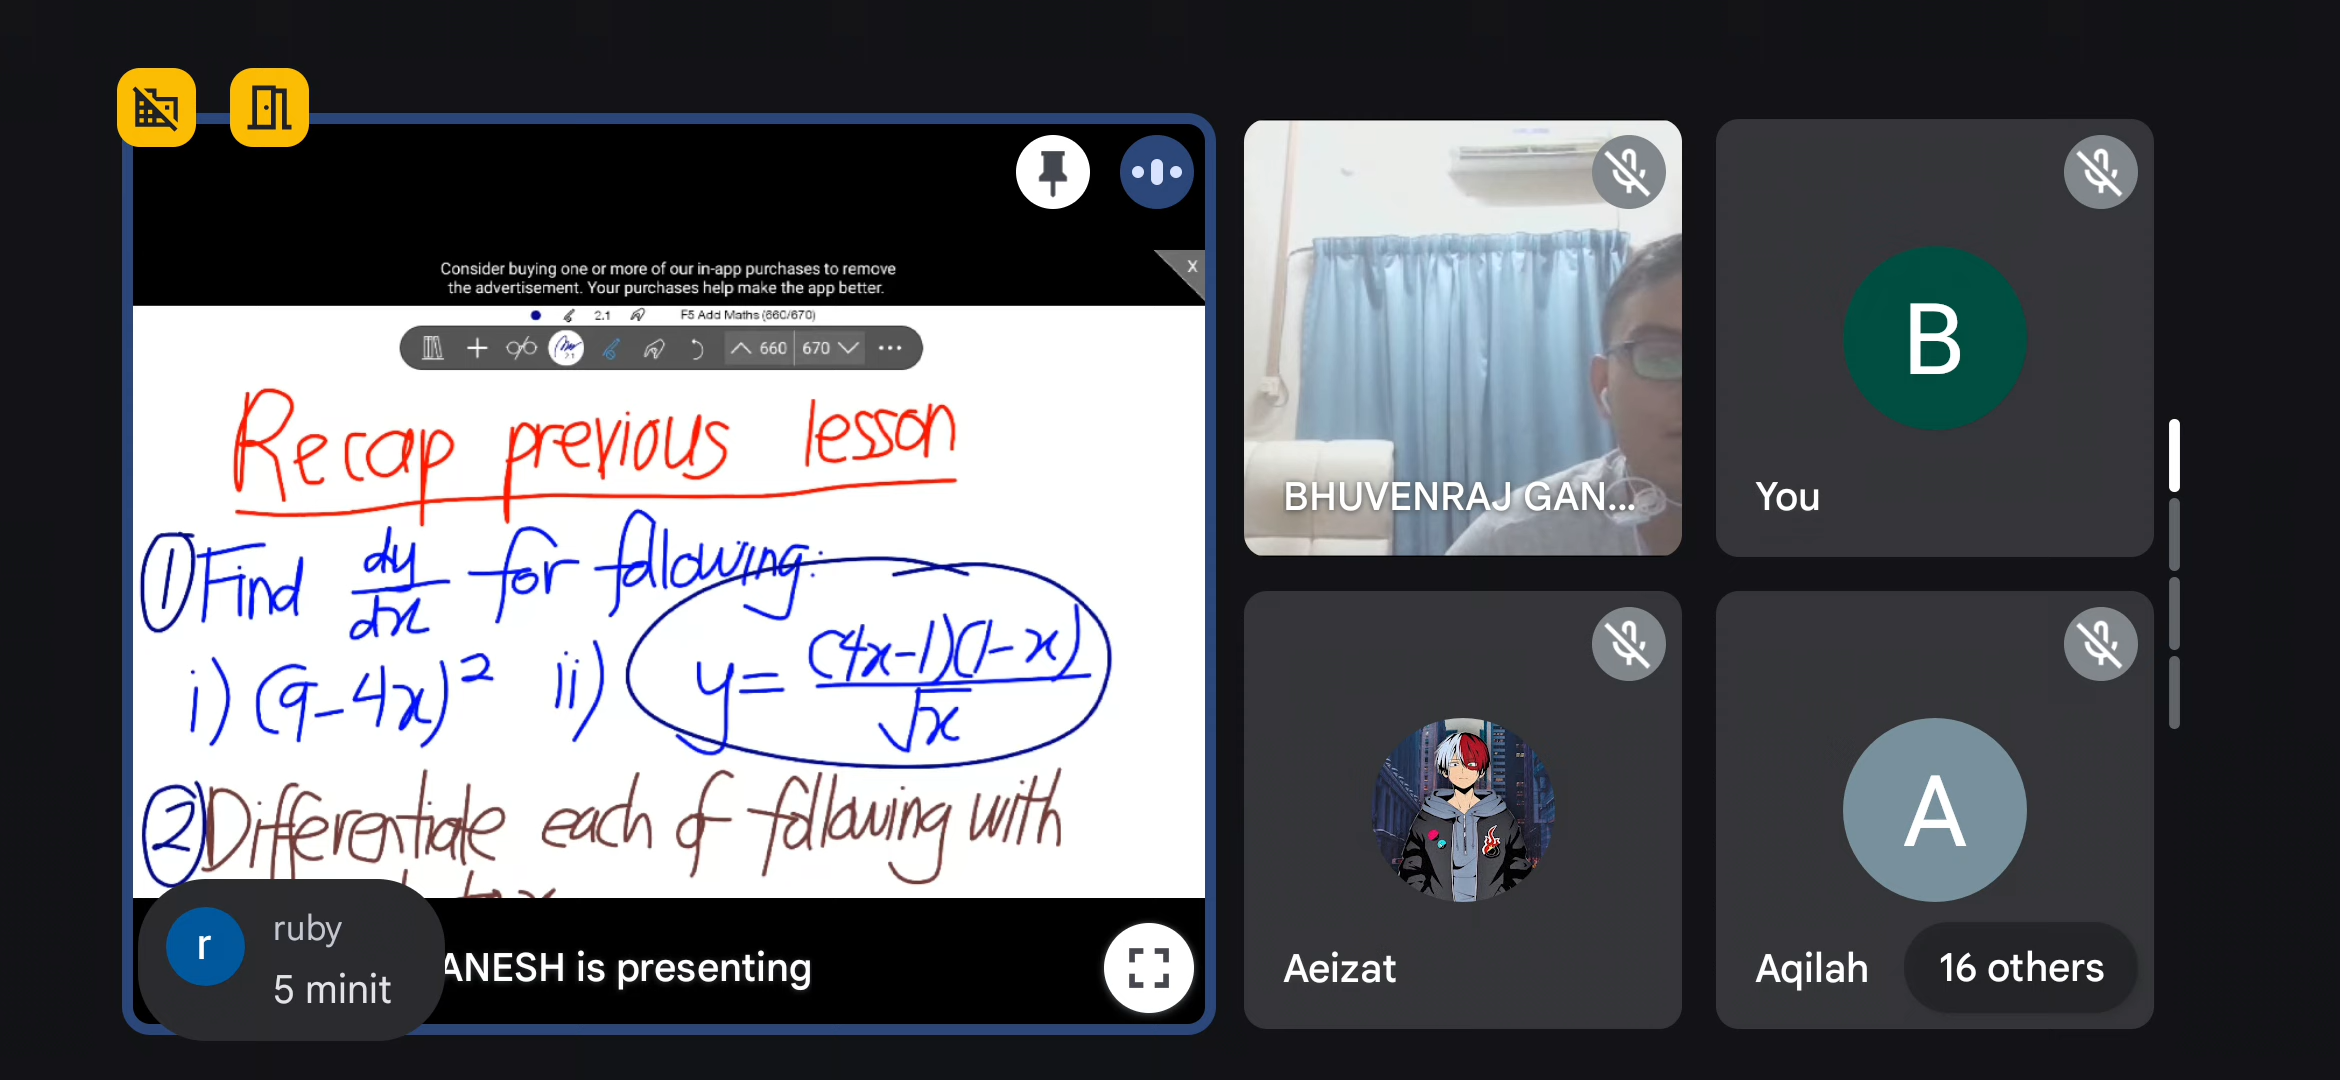 Consider buying one or more of our in-app purchases to remove
the advertisement. Your purchases help make the app better.
X
2.1 F5 Add Maths (660/670)
2.1 660 670
Recap previous lesson
① Find dy/dx for following:
i) (9-4x)² ii) y = (4x-1)(1-x)/√x
② Differentiate each of following with
ruby
5 minit
ANESH is presenting
BHUVENRAJ GAN...
B
You
Aeizat
A
Aqilah
16 others
r